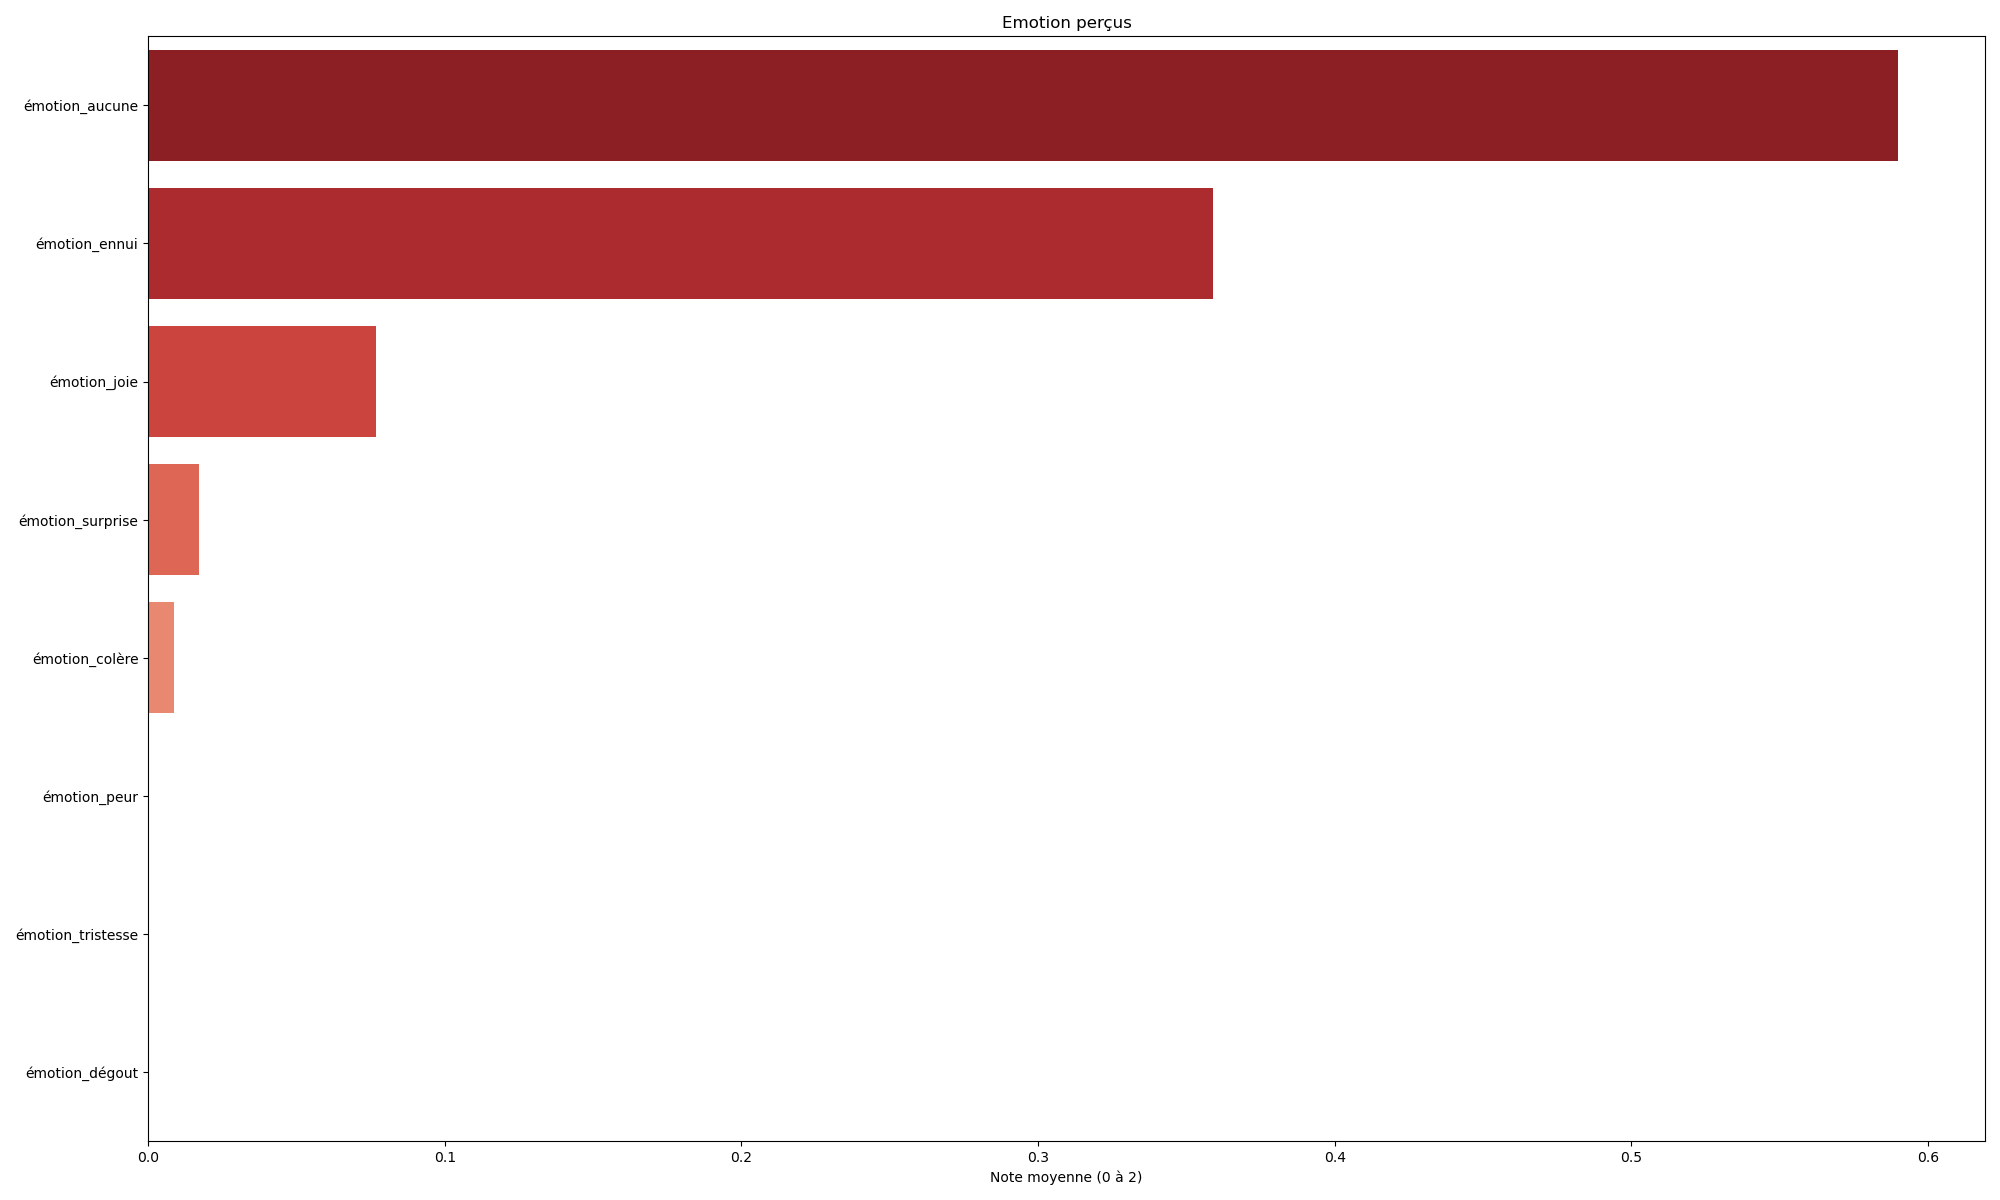 Emotion perçus
émotion_aucune
émotion_ennui
émotion_joie
émotion_surprise
émotion_colère
émotion_peur
émotion_tristesse
émotion_dégout
0.0 0.1 0.2 0.3 0.4 0.5 0.6
Note moyenne (0 à 2)